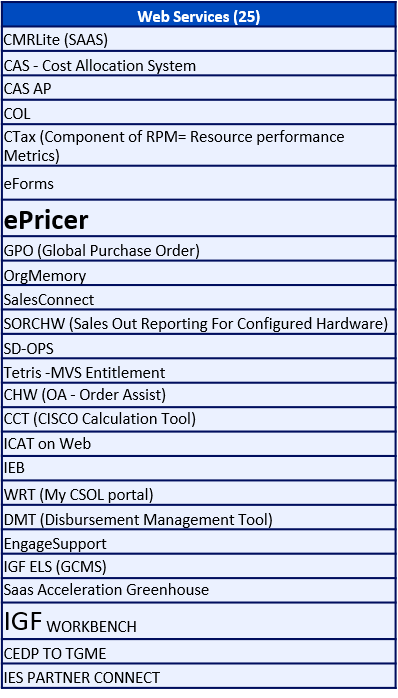 Web Services (25)
CMRLite (SAAS)
CAS - Cost Allocation System
CAS AP
COL
CTax (Component of RPM= Resource performance
Metrics)
eForms
ePricer
GPO (Global Purchase Order)
OrgMemory
SalesConnect
SORCHW (Sales Out Reporting For Configured Hardware)
SD-OPS
Tetris -MVS Entitlement
CHW (OA - Order Assist)
CCT (CISCO Calculation Tool)
ICAT on Web
IEB
WRT (My CSOL portal)
DMT (Disbursement Management Tool)
EngageSupport
IGF ELS (GCMS)
Saas Acceleration Greenhouse
IGF WORKBENCH
CEDP TO TGME
IES PARTNER CONNECT